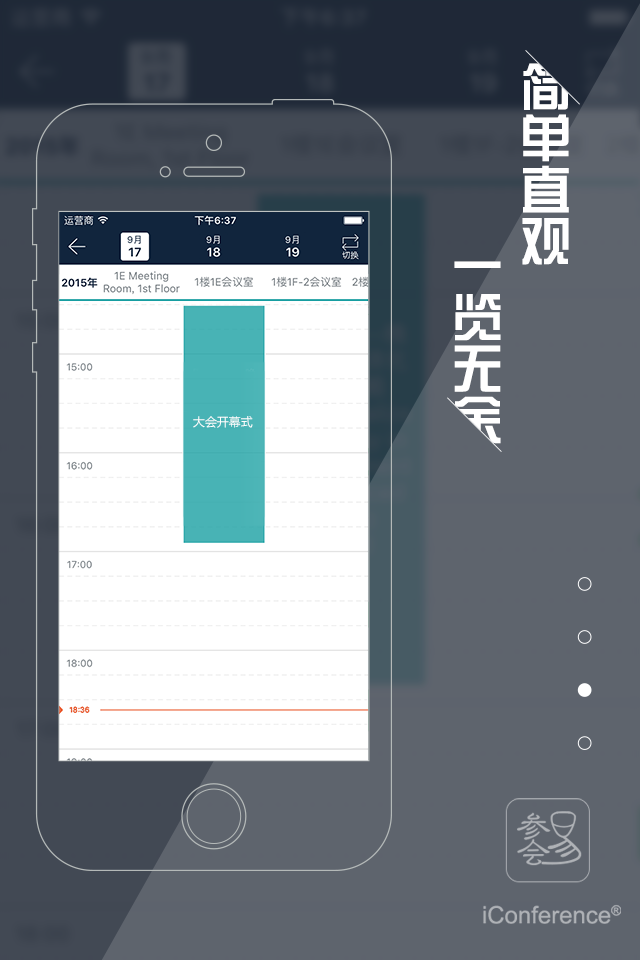 简单直观
一览无余
运营商 下午6:37
9月 9月 9月
17 18 19
切换
2015年 1E Meeting Room, 1st Floor 1楼1E会议室 1楼1F-2会议室 2楼
15:00
大会开幕式
16:00
17:00
18:00
18:36
参会易
iConference®